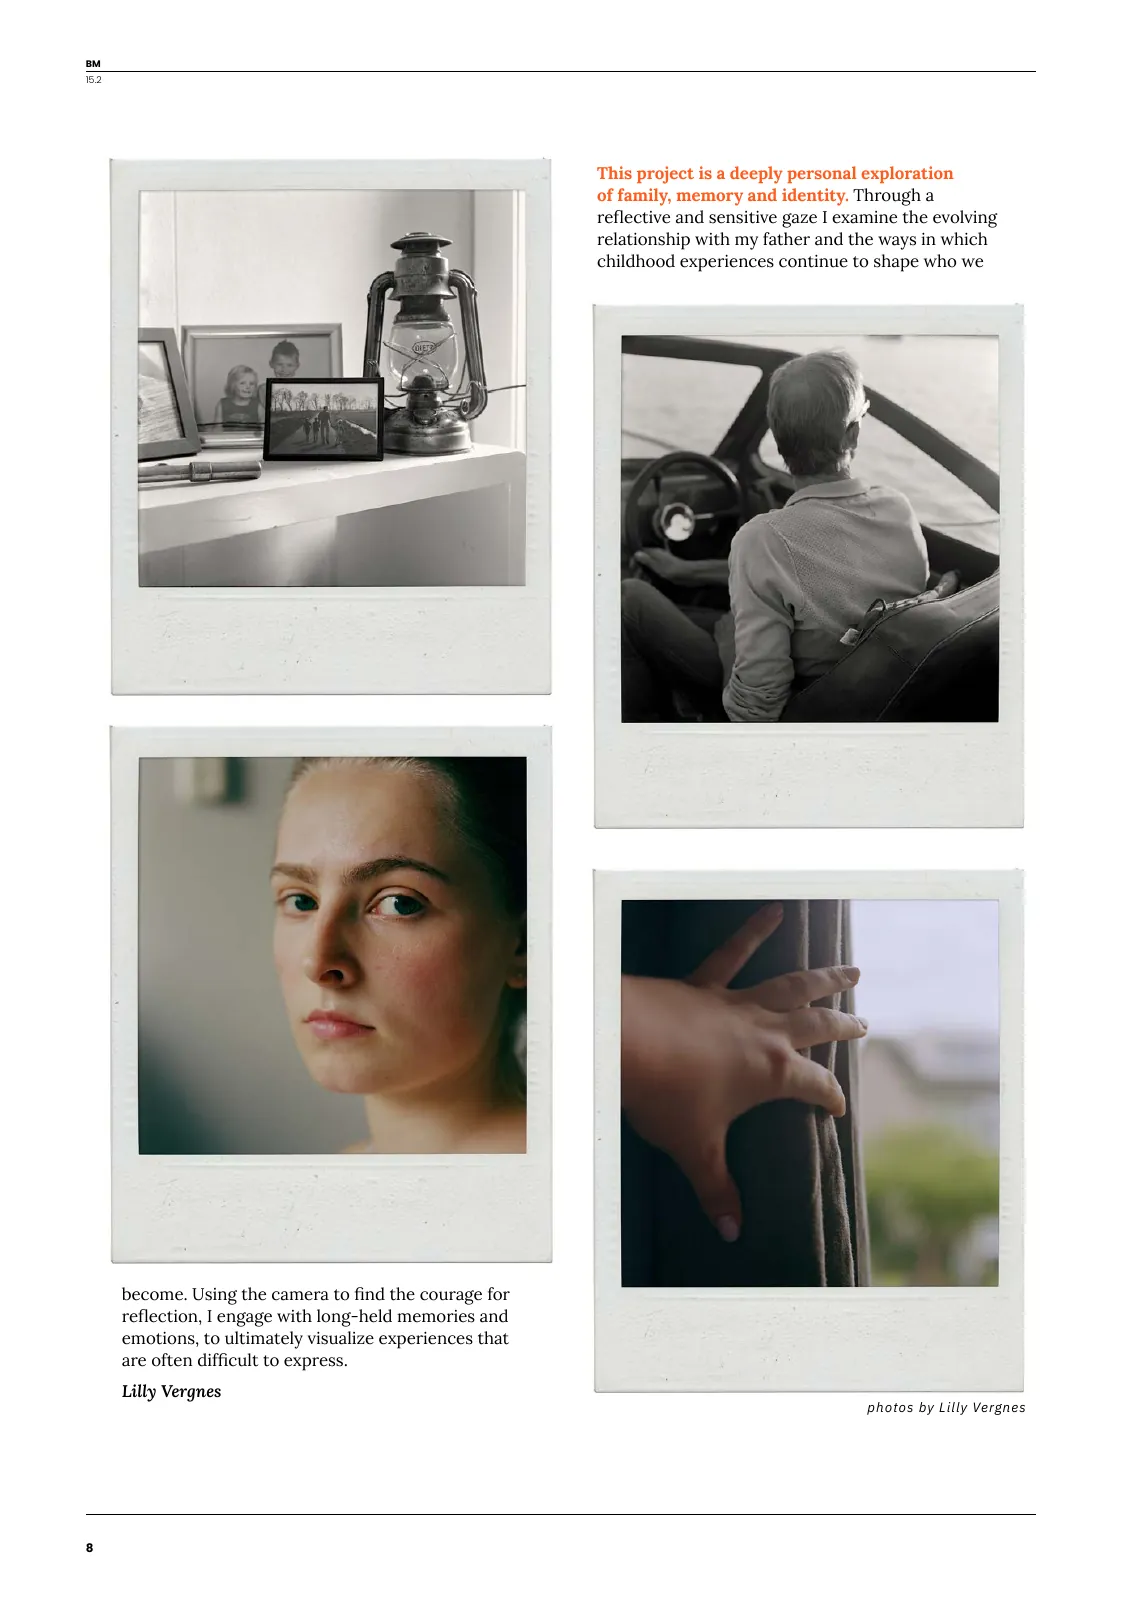 BM
15.2
This project is a deeply personal exploration
of family, memory and identity. Through a
reflective and sensitive gaze I examine the evolving
relationship with my father and the ways in which
childhood experiences continue to shape who we
DIETZ
become. Using the camera to find the courage for
reflection, I engage with long-held memories and
emotions, to ultimately visualize experiences that
are often difficult to express.
Lilly Vergnes
photos by Lilly Vergnes
8